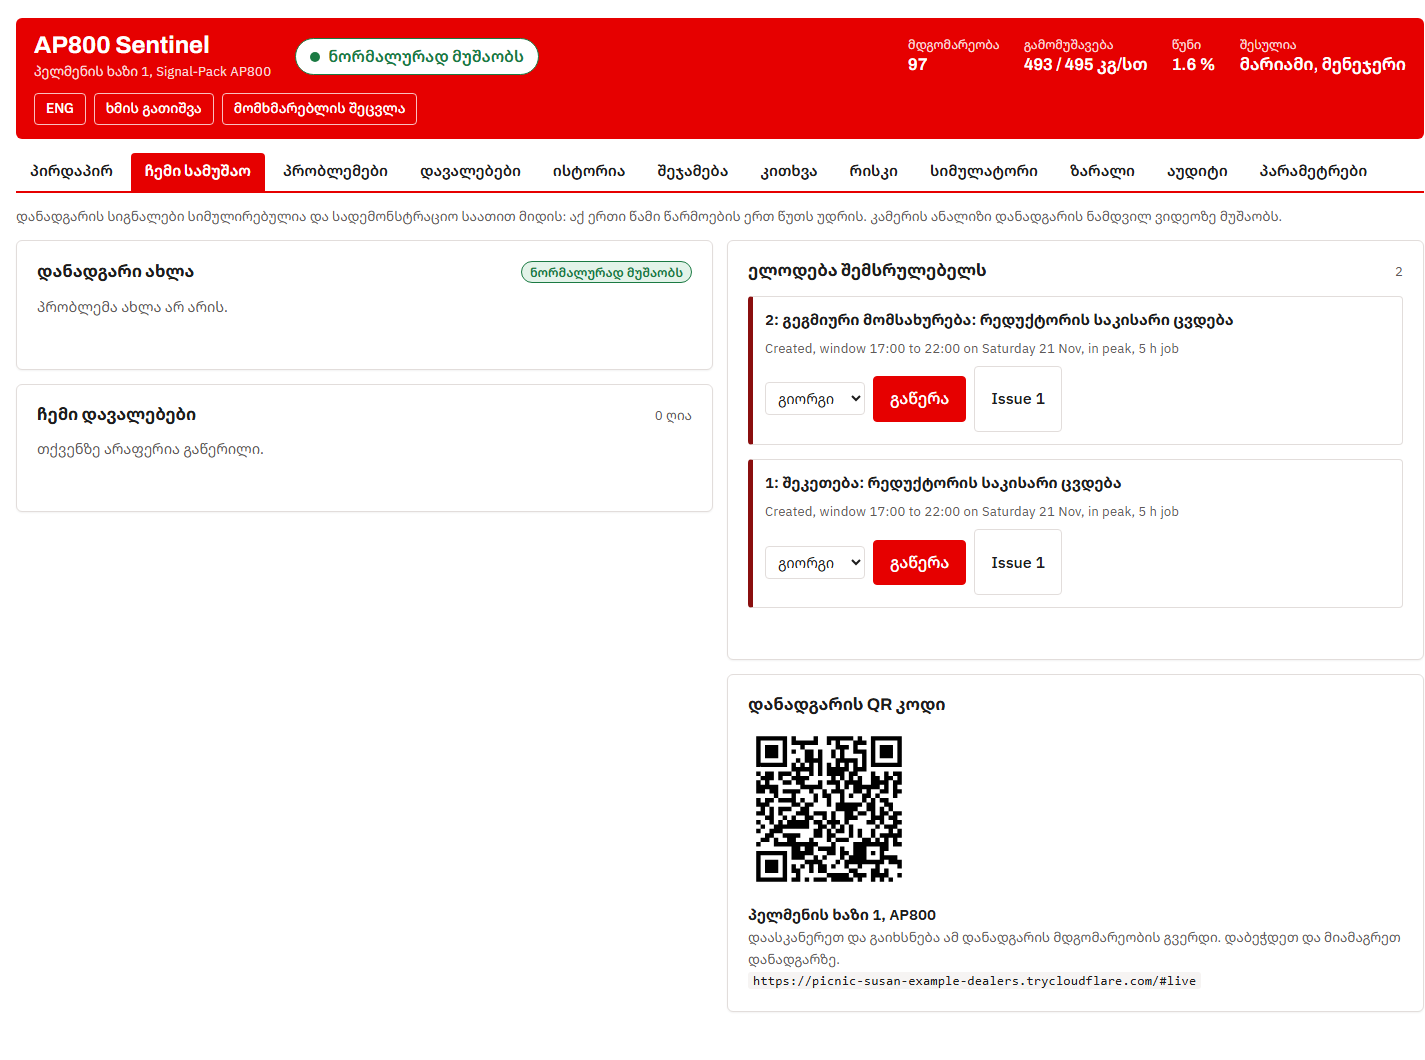 AP800 Sentinel
პელმენის ხაზი 1, Signal-Pack AP800
ნორმალურად მუშაობს
მდგომარეობა
97
გამომუშავება
493 / 495 კგ/სთ
წუნი
1.6 %
შესულია
მარიამი, მენეჯერი
ENG
ხმის გათიშვა
მომხმარებლის შეცვლა
პირდაპირ
ჩემი სამუშაო
პრობლემები
დავალებები
ისტორია
შეჯამება
კითხვა
რისკი
სიმულატორი
ზარალი
აუდიტი
პარამეტრები
დანადგარის სიგნალები სიმულირებულია და სადემონსტრაციო საათით მიდის: აქ ერთი წამი წარმოების ერთ წუთს უდრის. კამერის ანალიზი დანადგარის ნამდვილ ვიდეოზე მუშაობს.
დანადგარი ახლა
ნორმალურად მუშაობს
პრობლემა ახლა არ არის.
ჩემი დავალებები
0 ღია
თქვენზე არაფერია გაწერილი.
ელოდება შემსრულებელს
2
2: გეგმიური მომსახურება: რედუქტორის საკისარი ცვდება
Created, window 17:00 to 22:00 on Saturday 21 Nov, in peak, 5 h job
გიორგი
გაწერა
Issue 1
1: შეკეთება: რედუქტორის საკისარი ცვდება
Created, window 17:00 to 22:00 on Saturday 21 Nov, in peak, 5 h job
გიორგი
გაწერა
Issue 1
დანადგარის QR კოდი
პელმენის ხაზი 1, AP800
დაასკანერეთ და გაიხსნება ამ დანადგარის მდგომარეობის გვერდი. დაბეჭდეთ და მიამაგრეთ
დანადგარზე.
https://picnic-susan-example-dealers.trycloudflare.com/#live